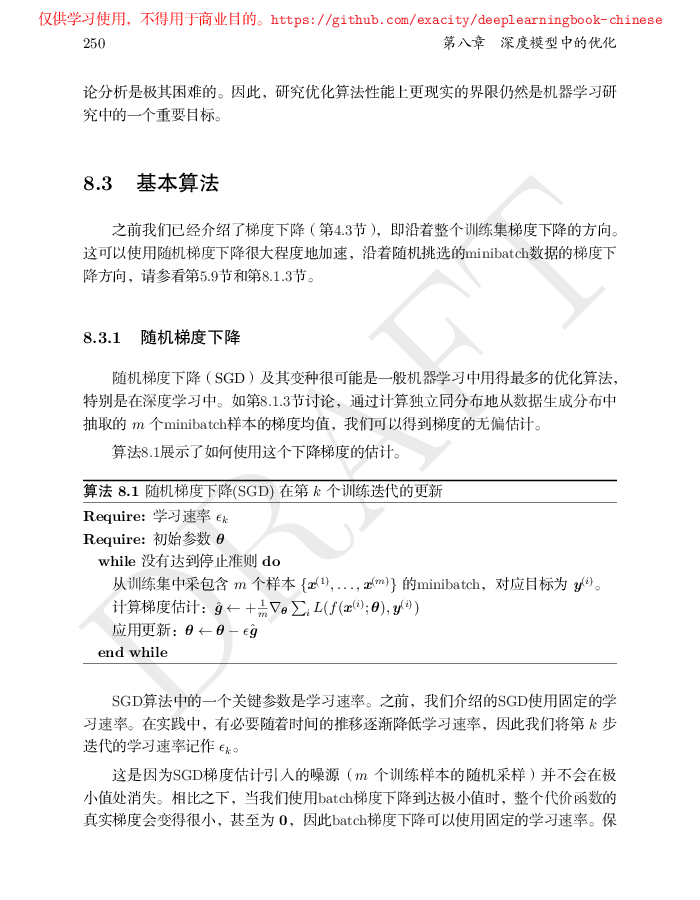 仅供学习使用，不得用于商业目的。https://github.com/exacity/deeplearningbook-chinese
250 第八章 深度模型中的优化
论分析是极其困难的。因此，研究优化算法性能上更现实的界限仍然是机器学习研
究中的一个重要目标。
8.3 基本算法
之前我们已经介绍了梯度下降（第4.3节），即沿着整个训练集梯度下降的方向。
这可以使用随机梯度下降很大程度地加速，沿着随机挑选的minibatch数据的梯度下
降方向，请参看第5.9节和第8.1.3节。
8.3.1 随机梯度下降
随机梯度下降（SGD）及其变种很可能是一般机器学习中用得最多的优化算法，
特别是在深度学习中。如第8.1.3节讨论，通过计算独立同分布地从数据生成分布中
抽取的 m 个minibatch样本的梯度均值，我们可以得到梯度的无偏估计。
算法8.1展示了如何使用这个下降梯度的估计。
算法 8.1 随机梯度下降(SGD) 在第 k 个训练迭代的更新
Require: 学习速率 ϵₖ
Require: 初始参数 θ
while 没有达到停止准则 do
从训练集中采包含 m 个样本 {x⁽¹⁾, . . . , x⁽ᵐ⁾} 的minibatch，对应目标为 y⁽ⁱ⁾。
计算梯度估计：ĝ ← +1/m ∇θ ∑ᵢ L(f(x⁽ⁱ⁾; θ), y⁽ⁱ⁾)
应用更新：θ ← θ − ϵĝ
end while
SGD算法中的一个关键参数是学习速率。之前，我们介绍的SGD使用固定的学
习速率。在实践中，有必要随着时间的推移逐渐降低学习速率，因此我们将第 k 步
迭代的学习速率记作 ϵₖ。
这是因为SGD梯度估计引入的噪源（m 个训练样本的随机采样）并不会在极
小值处消失。相比之下，当我们使用batch梯度下降到达极小值时，整个代价函数的
真实梯度会变得很小，甚至为 0，因此batch梯度下降可以使用固定的学习速率。保
DRAFT